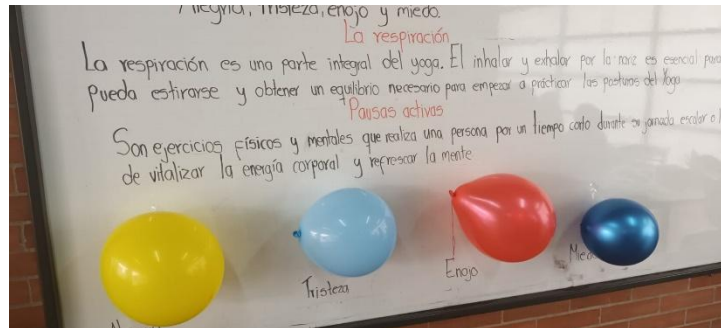 Alegría, Tristeza, enojo y miedo.
La respiración
La respiración es una parte integral del yoga. El inhalar y exhalar por la nariz es esencial para
pueda estirarse y obtener un equilibrio necesario para empezar a practicar las posturas del Yoga
Pausas activas
Son ejercicios físicos y mentales que realiza una persona por un tiempo corto durante su jornada escolar o
de vitalizar la energía corporal y refrescar la mente
Tristeza
Enojo
Miedo